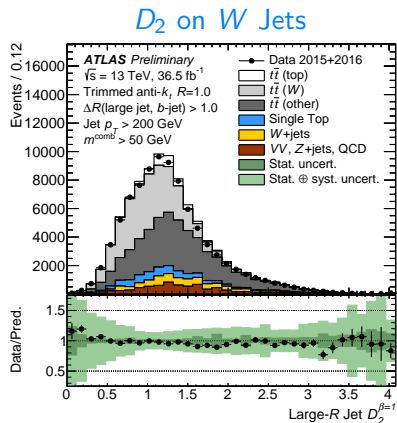 D₂ on W Jets
Events / 0.12
16000
14000
12000
10000
8000
6000
4000
2000
ATLAS Preliminary
√s = 13 TeV, 36.5 fb⁻¹
Trimmed anti-kₜ R=1.0
ΔR(large jet, b-jet) > 1.0
Jet p_T > 200 GeV
m^comb > 50 GeV
Data 2015+2016
tt̄ (top)
tt̄ (W)
tt̄ (other)
Single Top
W+jets
VV, Z+jets, QCD
Stat. uncert.
Stat. ⊕ syst. uncert.
Data/Pred.
1.5
1
0.5
0 0.5 1 1.5 2 2.5 3 3.5 4
Large-R Jet D₂^β=1